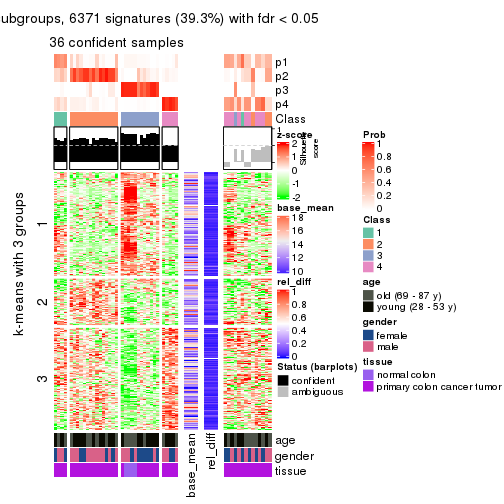 ubgroups, 6371 signatures (39.3%) with fdr < 0.05
36 confident samples
p1
p2
p3
p4
Class
1
Silhouette
score
k-means with 3 groups
1
2
3
z-score
2
1
0
-1
-2
base_mean
18
16
14
12
10
rel_diff
1
0.8
0.6
0.4
0.2
0
Status (barplots)
confident
ambiguous
Prob
1
0.8
0.6
0.4
0.2
0
Class
1
2
3
4
age
old (69 - 87 y)
young (28 - 53 y)
gender
female
male
tissue
normal colon
primary colon cancer tumor
age
gender
tissue
base_mean
rel_diff